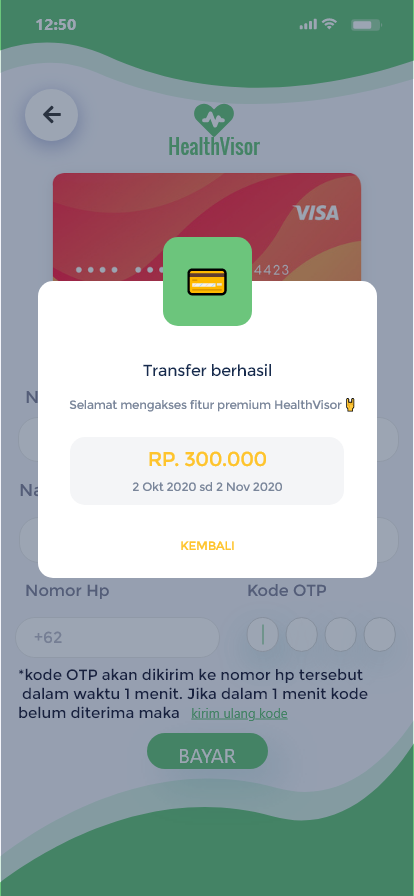 12:50
HealthVisor
VISA
4423
Transfer berhasil
Selamat mengakses fitur premium HealthVisor
RP. 300.000
2 Okt 2020 sd 2 Nov 2020
KEMBALI
Nomor Hp
Kode OTP
+62
*kode OTP akan dikirim ke nomor hp tersebut
dalam waktu 1 menit. Jika dalam 1 menit kode
belum diterima maka kirim ulang kode
BAYAR